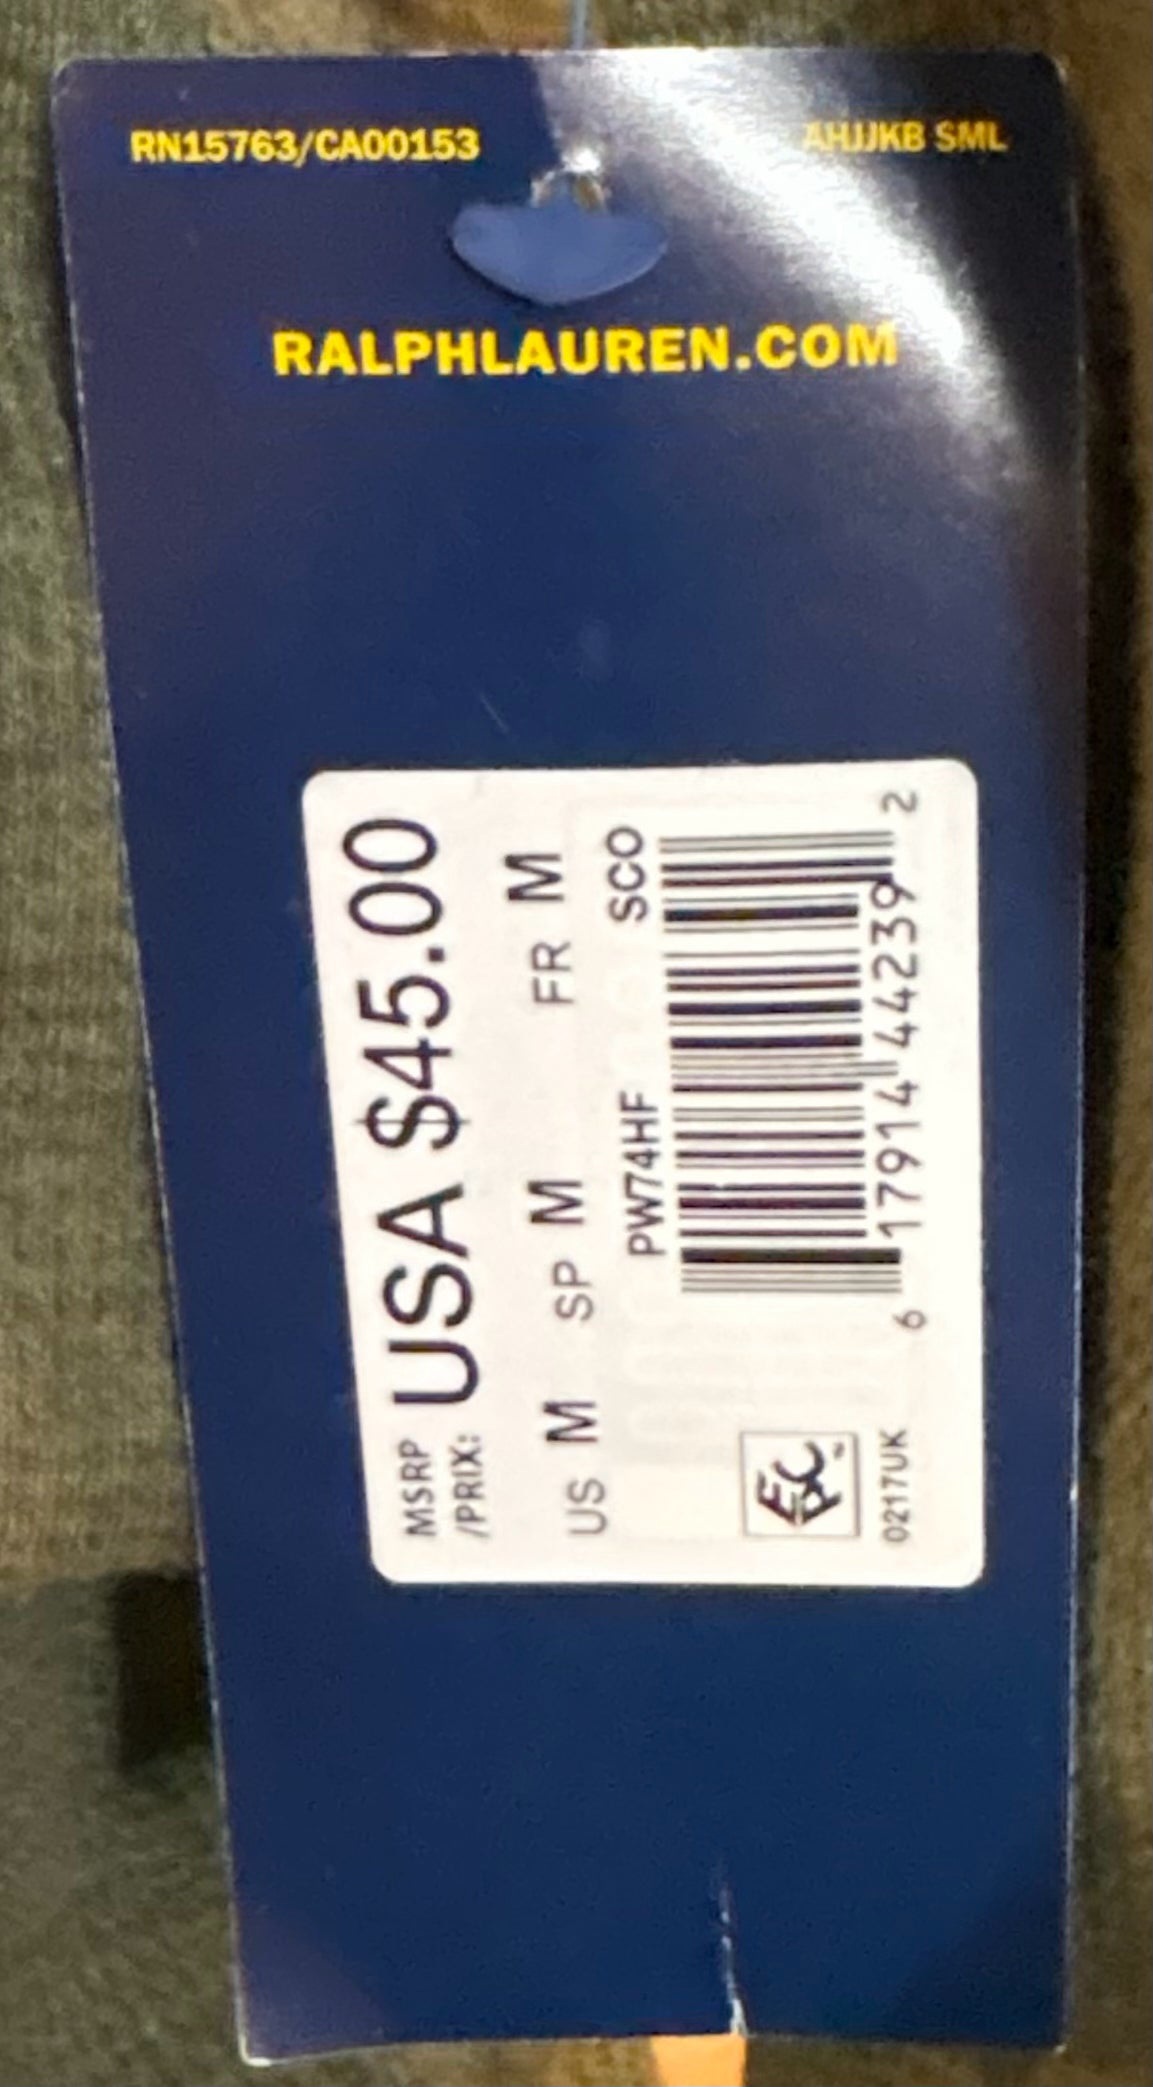 RN15763/CA00153
AHJJKB SML
RALPHLAUREN.COM
MSRP
/PRIX:
USA $45.00
US M SP M FR M
PW74HF SCO
6 17914 44239 2
EPC
0217UK